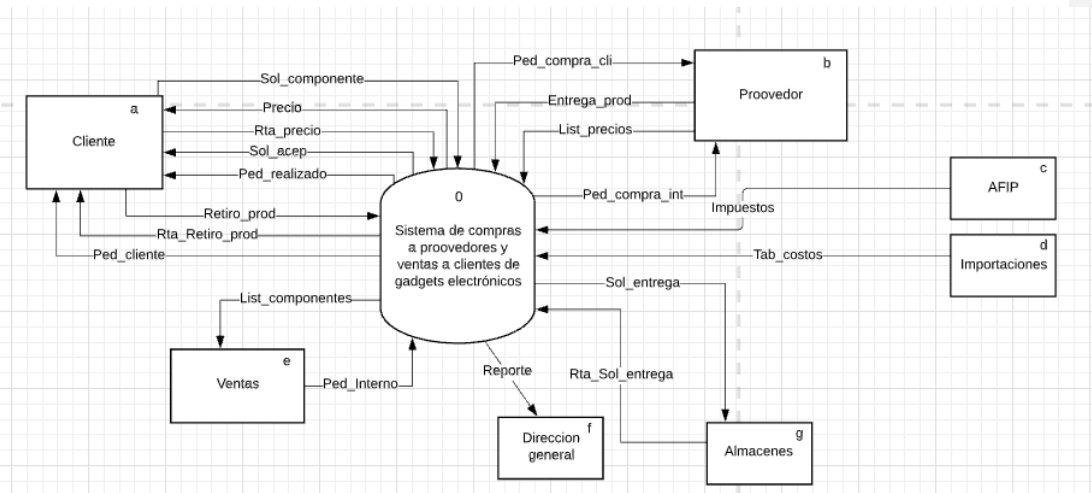 Ped_compra_cli
b
Sol_componente
a
Precio
Entrega_prod
Proovedor
Cliente
Rta_precio
List_precios
Sol_acep
Ped_realizado
c
AFIP
0
Ped_compra_int
Impuestos
Retiro_prod
Sistema de compras
a proovedores y
ventas a clientes de
gadgets electrónicos
Rta_Retiro_prod
Ped_cliente
d
Importaciones
Tab_costos
Sol_entrega
List_componentes
e
Ventas
Ped_Interno
Reporte
Rta_Sol_entrega
f
Direccion
general
g
Almacenes